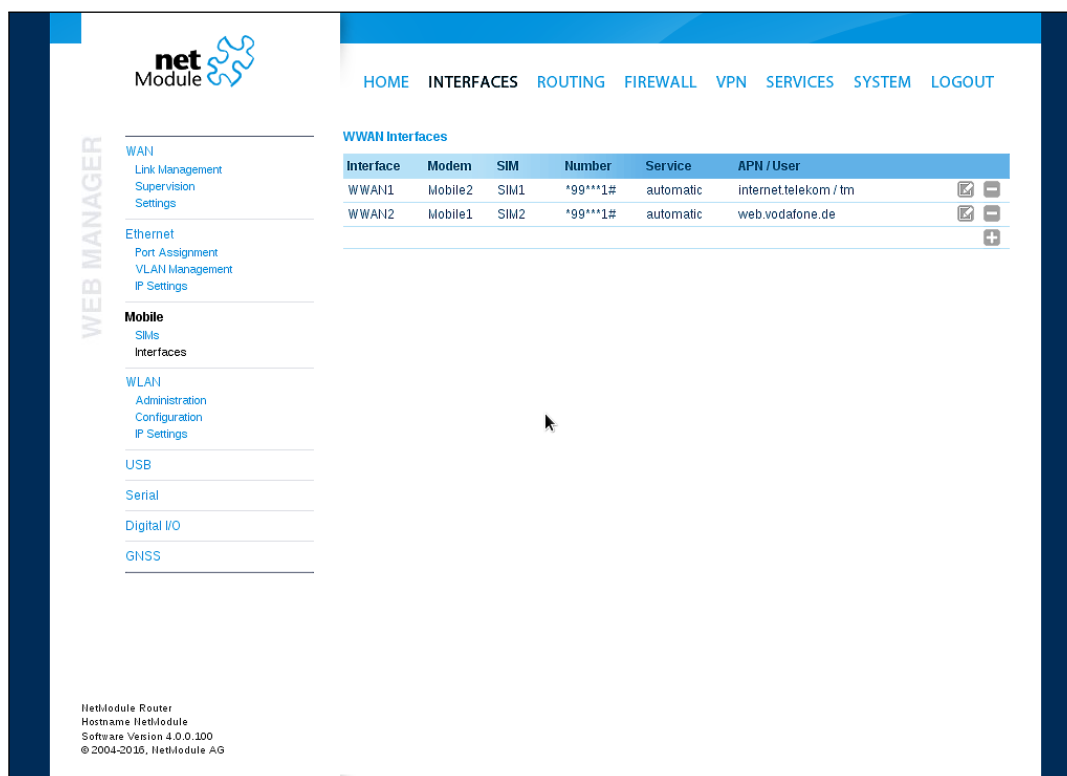 net
Module
HOME INTERFACES ROUTING FIREWALL VPN SERVICES SYSTEM LOGOUT
WEB MANAGER
WAN
Link Management
Supervision
Settings
Ethernet
Port Assignment
VLAN Management
IP Settings
Mobile
SIMs
Interfaces
WLAN
Administration
Configuration
IP Settings
USB
Serial
Digital I/O
GNSS
WWAN Interfaces
Interface Modem SIM Number Service APN / User
WWAN1 Mobile2 SIM1 *99***1# automatic internet.telekom / tm
WWAN2 Mobile1 SIM2 *99***1# automatic web.vodafone.de
NetModule Router
Hostname NetModule
Software Version 4.0.0.100
© 2004-2016, NetModule AG